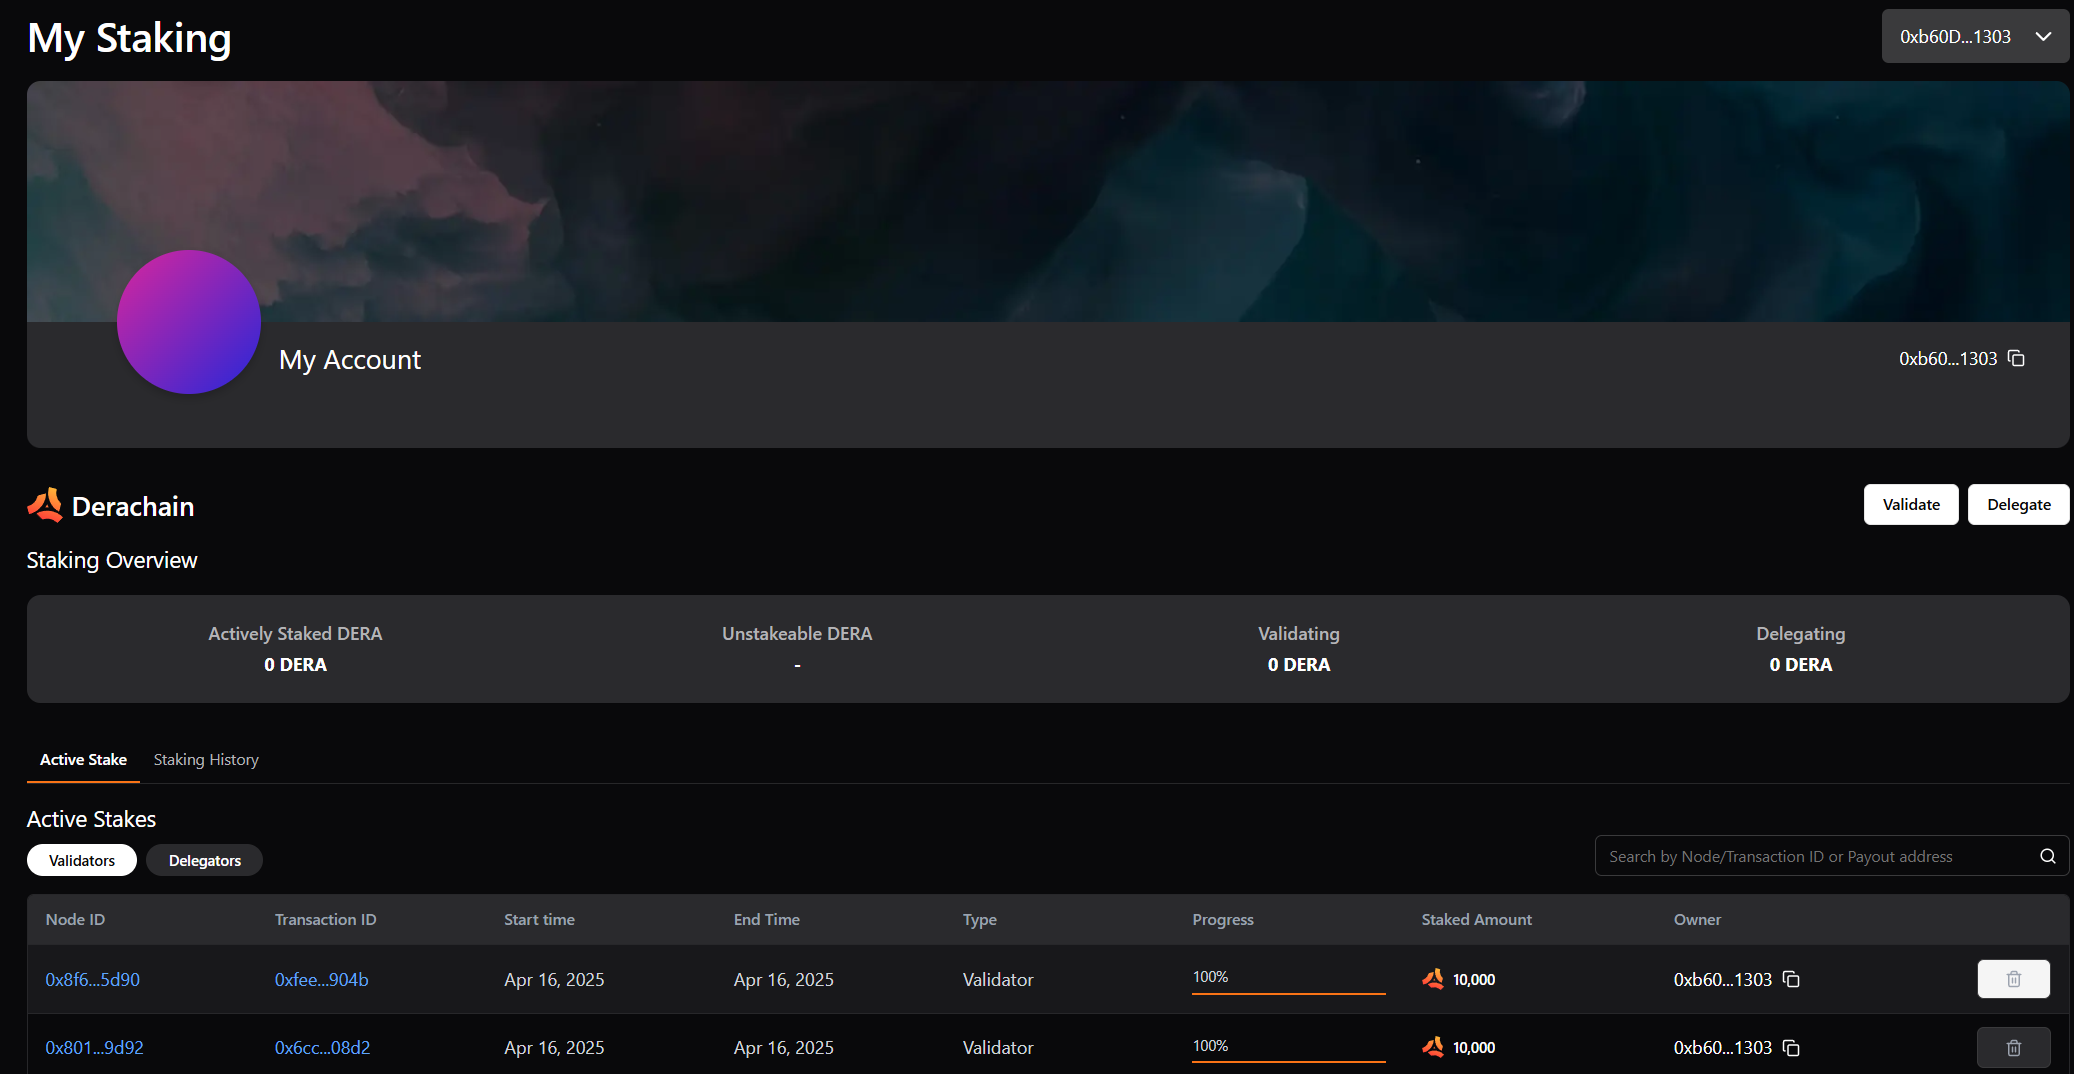 My Staking
0xb60D...1303
My Account
0xb60...1303
Derachain
Validate
Delegate
Staking Overview
Actively Staked DERA
Unstakeable DERA
Validating
Delegating
0 DERA
-
0 DERA
0 DERA
Active Stake
Staking History
Active Stakes
Validators
Delegators
Search by Node/Transaction ID or Payout address
Node ID Transaction ID Start time End Time Type Progress Staked Amount Owner
0x8f6...5d90 0xfee...904b Apr 16, 2025 Apr 16, 2025 Validator 100% 10,000 0xb60...1303
0x801...9d92 0x6cc...08d2 Apr 16, 2025 Apr 16, 2025 Validator 100% 10,000 0xb60...1303